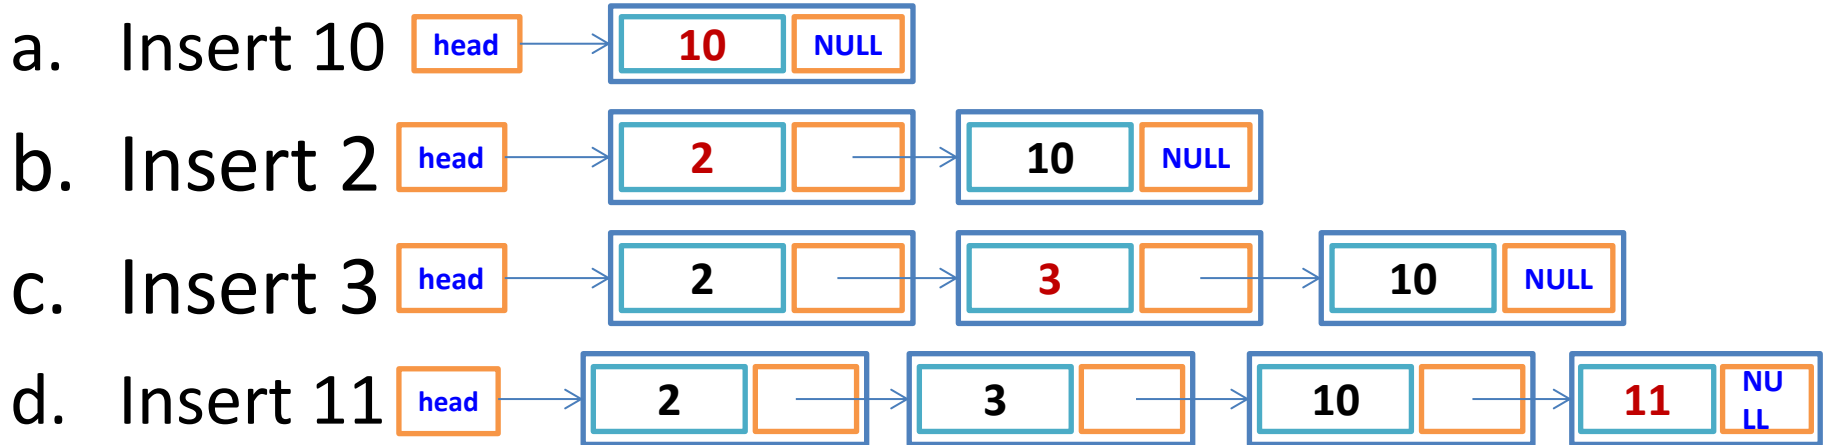 a. Insert 10 head 10 NULL
b. Insert 2 head 2 10 NULL
c. Insert 3 head 2 3 10 NULL
d. Insert 11 head 2 3 10 11 NU
LL